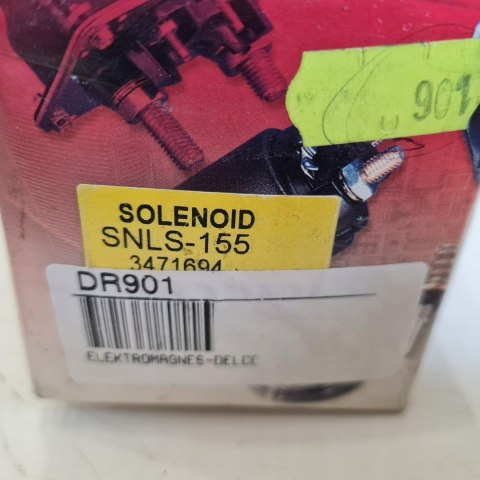 901
SOLENOID
SNLS-155
3471694
DR901
ELEKTROMAGNES-DELCO